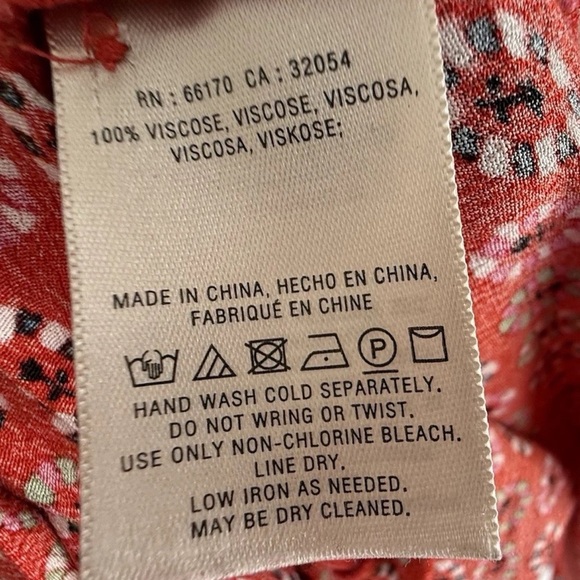 RN : 66170 CA : 32054
100% VISCOSE, VISCOSE, VISCOSA,
VISCOSA, VISKOSE;
MADE IN CHINA, HECHO EN CHINA,
FABRIQUÉ EN CHINE
P
HAND WASH COLD SEPARATELY.
DO NOT WRING OR TWIST.
USE ONLY NON-CHLORINE BLEACH.
LINE DRY.
LOW IRON AS NEEDED.
MAY BE DRY CLEANED.